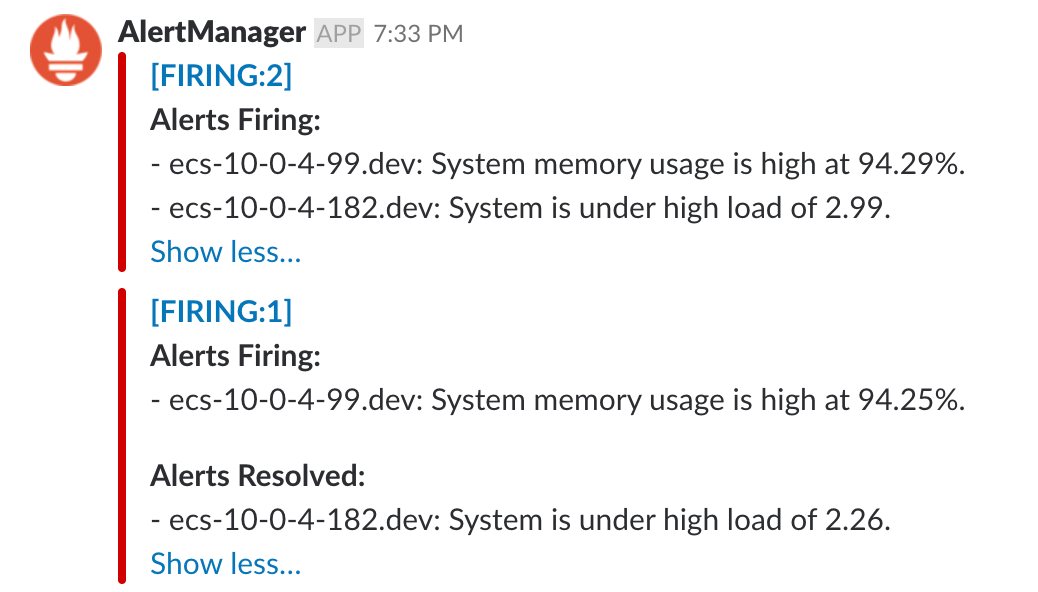 AlertManager APP 7:33 PM
[FIRING:2]
Alerts Firing:
- ecs-10-0-4-99.dev: System memory usage is high at 94.29%.
- ecs-10-0-4-182.dev: System is under high load of 2.99.
Show less...
[FIRING:1]
Alerts Firing:
- ecs-10-0-4-99.dev: System memory usage is high at 94.25%.
Alerts Resolved:
- ecs-10-0-4-182.dev: System is under high load of 2.26.
Show less...